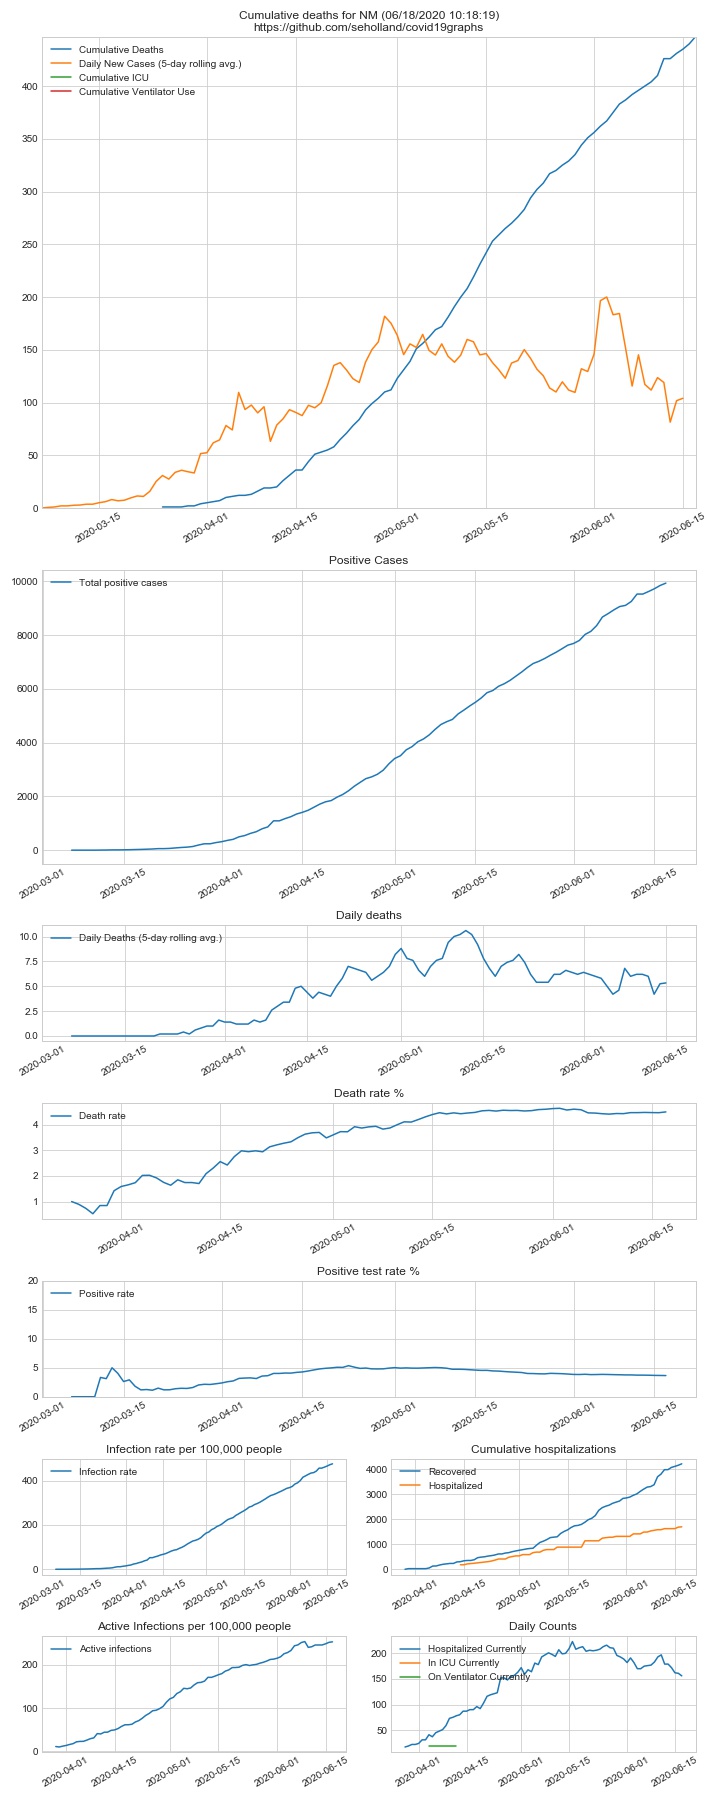 Cumulative deaths for NM (06/18/2020 10:18:19)
https://github.com/seholland/covid19graphs
Cumulative Deaths
Daily New Cases (5-day rolling avg.)
Cumulative ICU
Cumulative Ventilator Use
400
350
300
250
200
150
100
50
0
2020-03-15 2020-04-01 2020-04-15 2020-05-01 2020-05-15 2020-06-01 2020-06-15
Positive Cases
Total positive cases
10000
8000
6000
4000
2000
0
2020-03-01 2020-03-15 2020-04-01 2020-04-15 2020-05-01 2020-05-15 2020-06-01 2020-06-15
Daily deaths
Daily Deaths (5-day rolling avg.)
10.0
7.5
5.0
2.5
0.0
2020-03-01 2020-03-15 2020-04-01 2020-04-15 2020-05-01 2020-05-15 2020-06-01 2020-06-15
Death rate %
Death rate
4
3
2
1
2020-04-01 2020-04-15 2020-05-01 2020-05-15 2020-06-01 2020-06-15
Positive test rate %
Positive rate
20
15
10
5
0
2020-03-01 2020-03-15 2020-04-01 2020-04-15 2020-05-01 2020-05-15 2020-06-01 2020-06-15
Infection rate per 100,000 people
Infection rate
400
200
0
2020-03-01 2020-03-15 2020-04-01 2020-04-15 2020-05-01 2020-05-15 2020-06-01 2020-06-15
Cumulative hospitalizations
Recovered
Hospitalized
4000
3000
2000
1000
0
2020-04-01 2020-04-15 2020-05-01 2020-05-15 2020-06-01 2020-06-15
Active Infections per 100,000 people
Active infections
200
100
0
2020-04-01 2020-04-15 2020-05-01 2020-05-15 2020-06-01 2020-06-15
Daily Counts
Hospitalized Currently
In ICU Currently
On Ventilator Currently
200
150
100
50
2020-04-01 2020-04-15 2020-05-01 2020-05-15 2020-06-01 2020-06-15